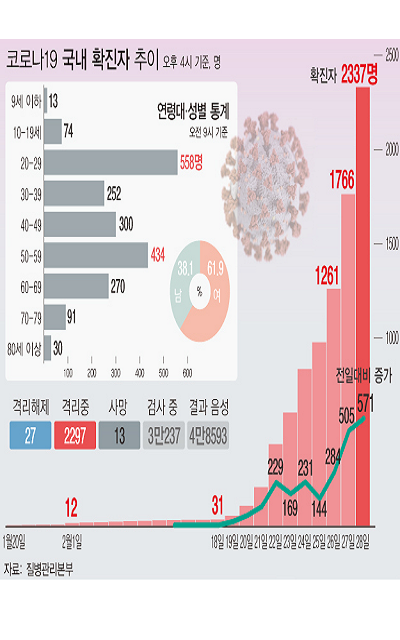 코로나19 국내 확진자 추이 오후 4시 기준, 명
확진자 2337명
연령대·성별 통계
오전 9시 기준
9세 이하 13
10-19세 74
20-29 558명
30-39 252
40-49 300
50-59 434
60-69 270
70-79 91
80세 이상 30
100 200 300 400 500 600
38.1 남
%
61.9 여
2500
2000
1500
1000
1766
1261
전일대비 증가
격리해제 격리중 사망 검사 중 결과 음성
27 2297 13 3만237 4만8593
12
31
229
169
231
144
284
505
571
1월20일 2월1일 18일 19일 20일 21일 22일 23일 24일 25일 26일 27일 28일
자료: 질병관리본부